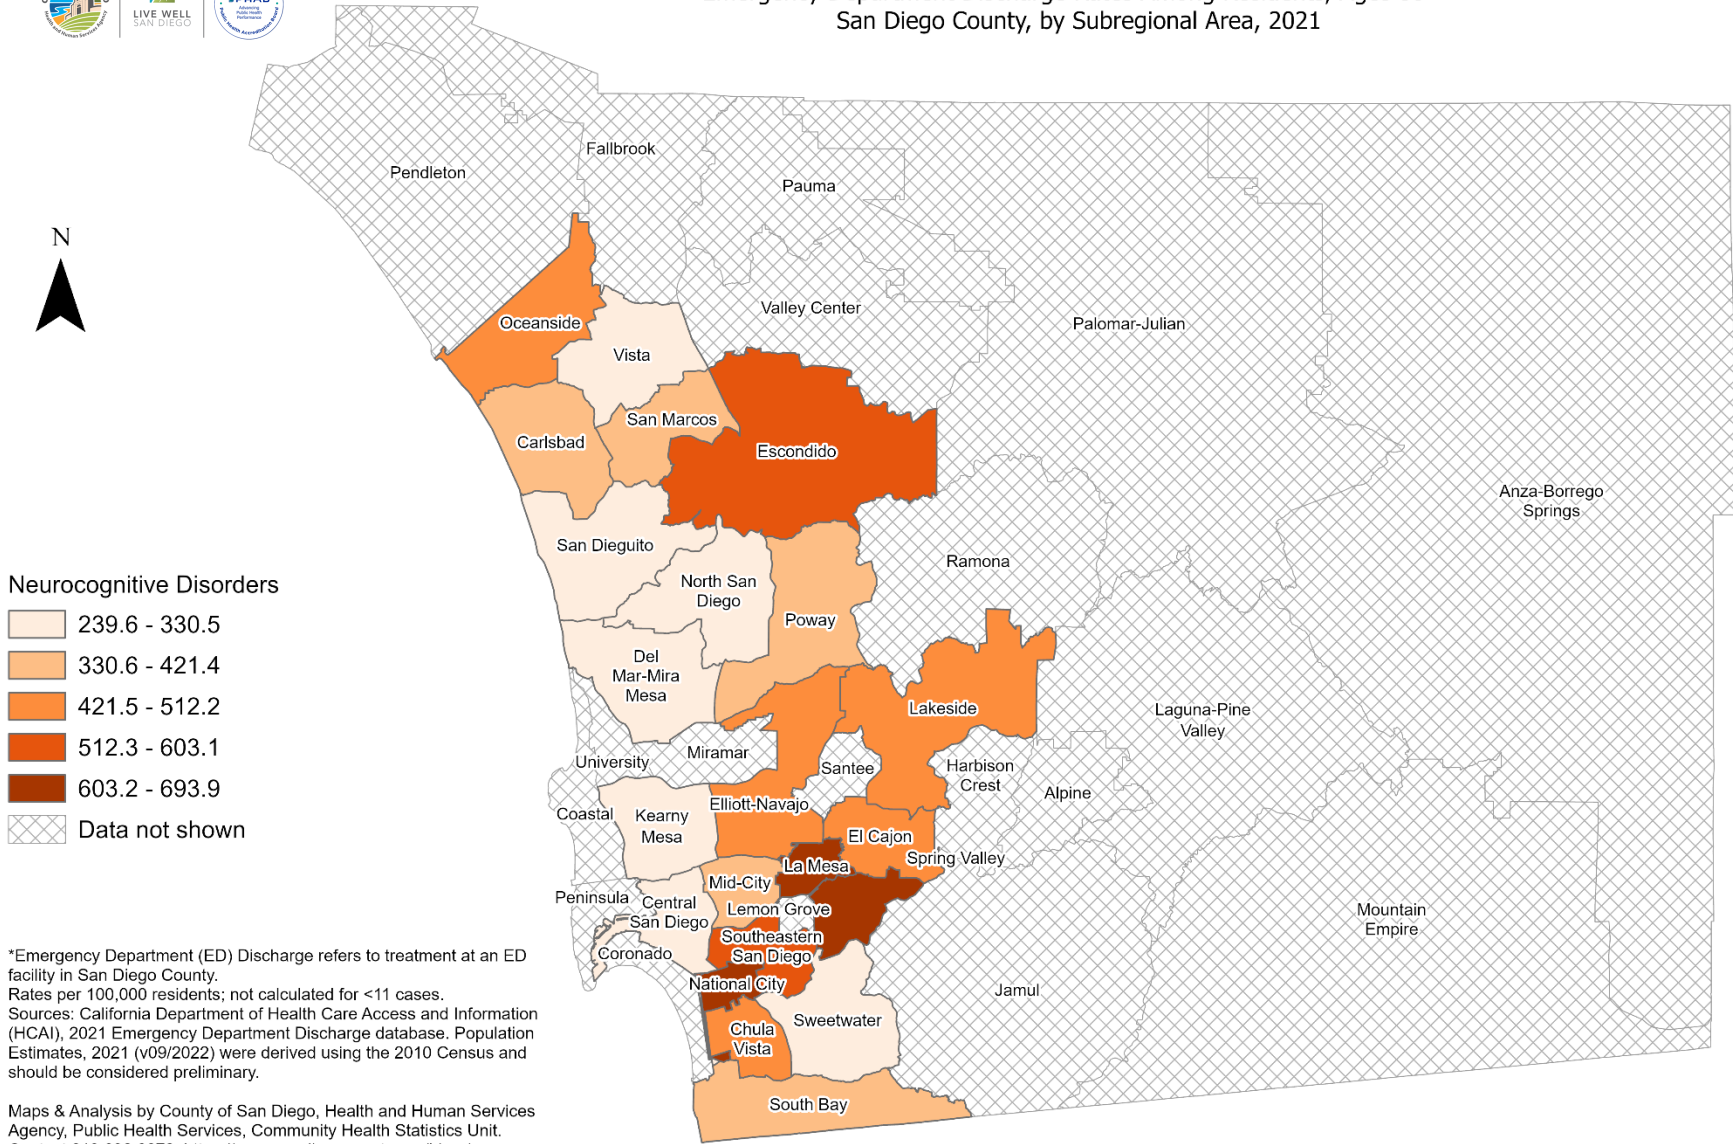 LIVE WELL
SAN DIEGO
San Diego County, by Subregional Area, 2021
Fallbrook
Pendleton
Pauma
N
Valley Center
Oceanside
Palomar-Julian
Vista
San Marcos
Carlsbad
Escondido
Anza-Borrego
Springs
San Dieguito
Ramona
North San
Diego
Poway
Del
Mar-Mira
Mesa
Lakeside
Laguna-Pine
Valley
Miramar
University
Santee
Harbison
Crest
Alpine
Elliott-Navajo
Coastal
Kearny
Mesa
El Cajon
Spring Valley
La Mesa
Mid-City
Peninsula
Central
San Diego
Lemon Grove
Mountain
Empire
Southeastern
San Diego
Coronado
National City
Jamul
Sweetwater
Chula
Vista
South Bay
Neurocognitive Disorders
239.6 - 330.5
330.6 - 421.4
421.5 - 512.2
512.3 - 603.1
603.2 - 693.9
Data not shown
*Emergency Department (ED) Discharge refers to treatment at an ED
facility in San Diego County.
Rates per 100,000 residents; not calculated for <11 cases.
Sources: California Department of Health Care Access and Information
(HCAI), 2021 Emergency Department Discharge database. Population
Estimates, 2021 (v09/2022) were derived using the 2010 Census and
should be considered preliminary.
Maps & Analysis by County of San Diego, Health and Human Services
Agency, Public Health Services, Community Health Statistics Unit.